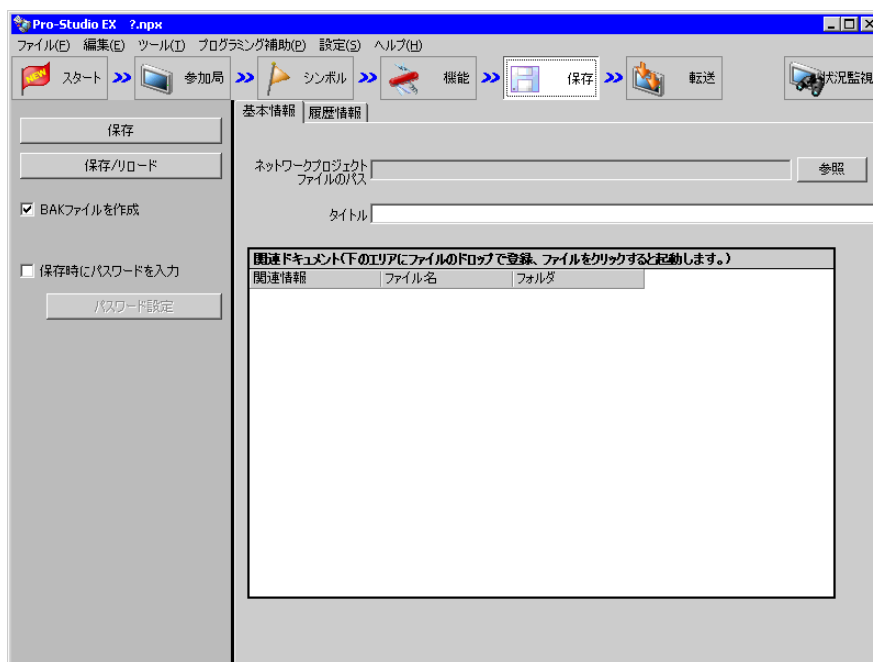 Pro-Studio EX ?.npx
ファイル(F) 編集(E) ツール(T) プログラミング補助(P) 設定(S) ヘルプ(H)
NEW スタート 参加局 シンボル 機能 保存 転送 状況監視
基本情報 履歴情報
保存
保存/リロード
BAKファイルを作成
保存時にパスワードを入力
パスワード設定
ネットワークプロジェクト
ファイルのパス
参照
タイトル
関連ドキュメント(下のエリアにファイルのドロップで登録、ファイルをクリックすると起動します。)
関連情報 ファイル名 フォルダ